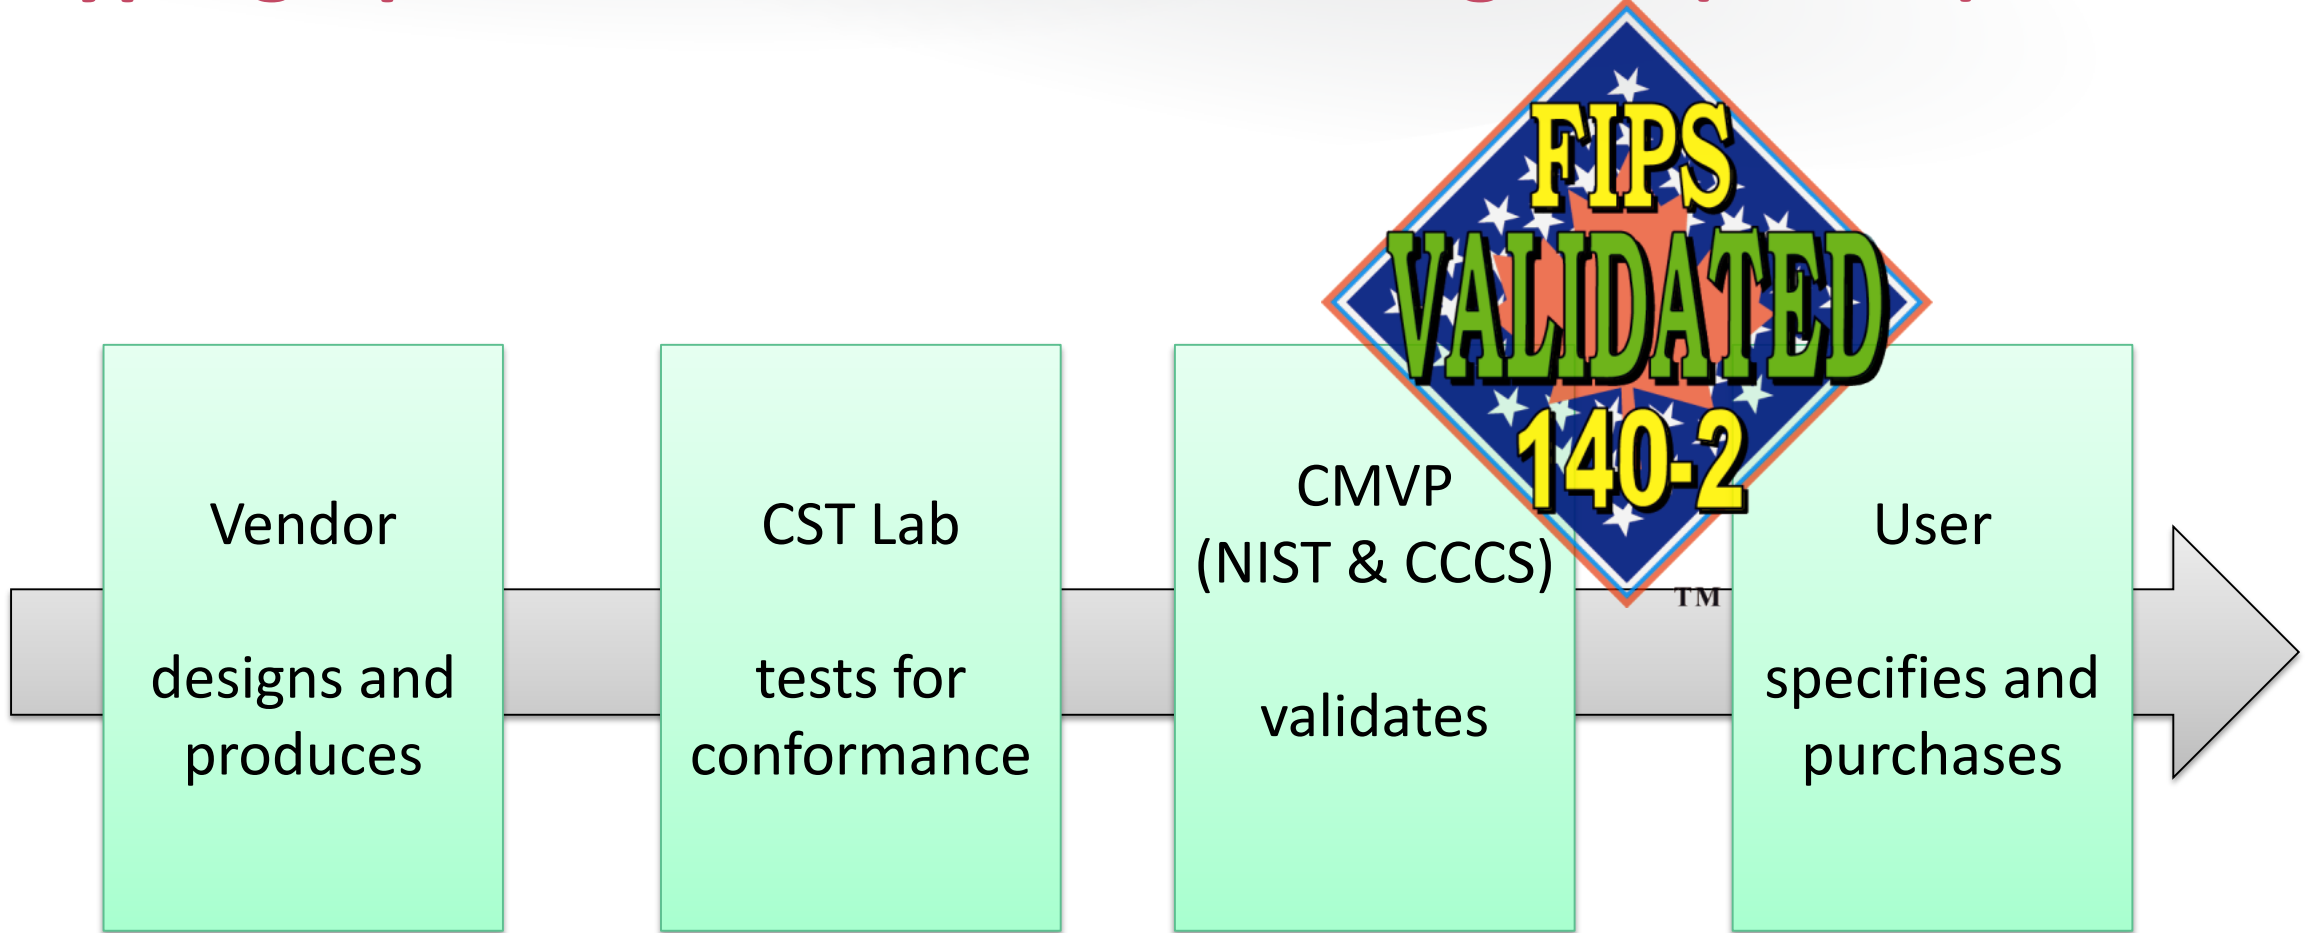 FIPS
VALIDATED
140-2
TM
Vendor
designs and
produces
CST Lab
tests for
conformance
CMVP
(NIST & CCCS)
validates
User
specifies and
purchases